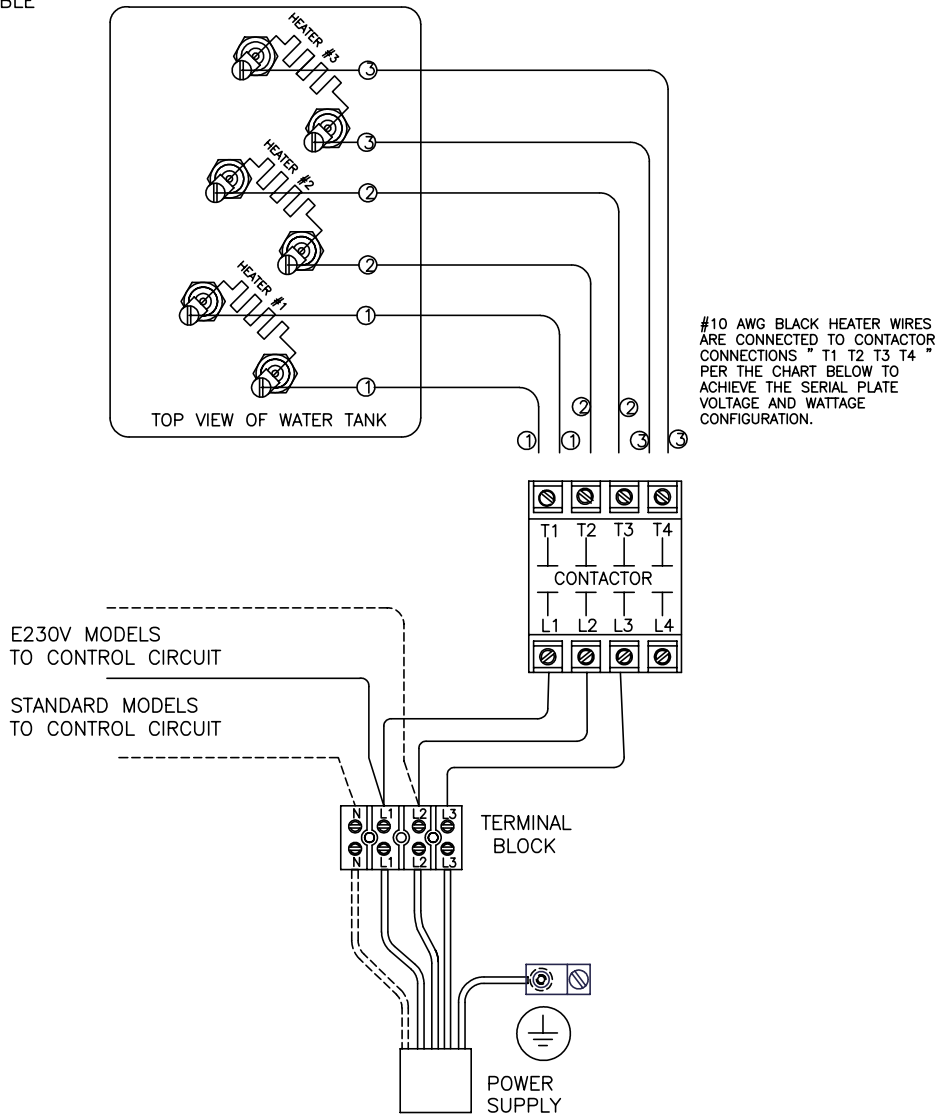 BLE
HEATER #3
3
3
HEATER #2
2
2
HEATER #1
1
1
TOP VIEW OF WATER TANK
#10 AWG BLACK HEATER WIRES
ARE CONNECTED TO CONTACTOR
CONNECTIONS " T1 T2 T3 T4 "
PER THE CHART BELOW TO
ACHIEVE THE SERIAL PLATE
VOLTAGE AND WATTAGE
CONFIGURATION.
1 1 2 2 3 3
T1 T2 T3 T4
CONTACTOR
L1 L2 L3 L4
E230V MODELS
TO CONTROL CIRCUIT
STANDARD MODELS
TO CONTROL CIRCUIT
N L1 L2 L3
N L1 L2 L3
TERMINAL
BLOCK
POWER
SUPPLY